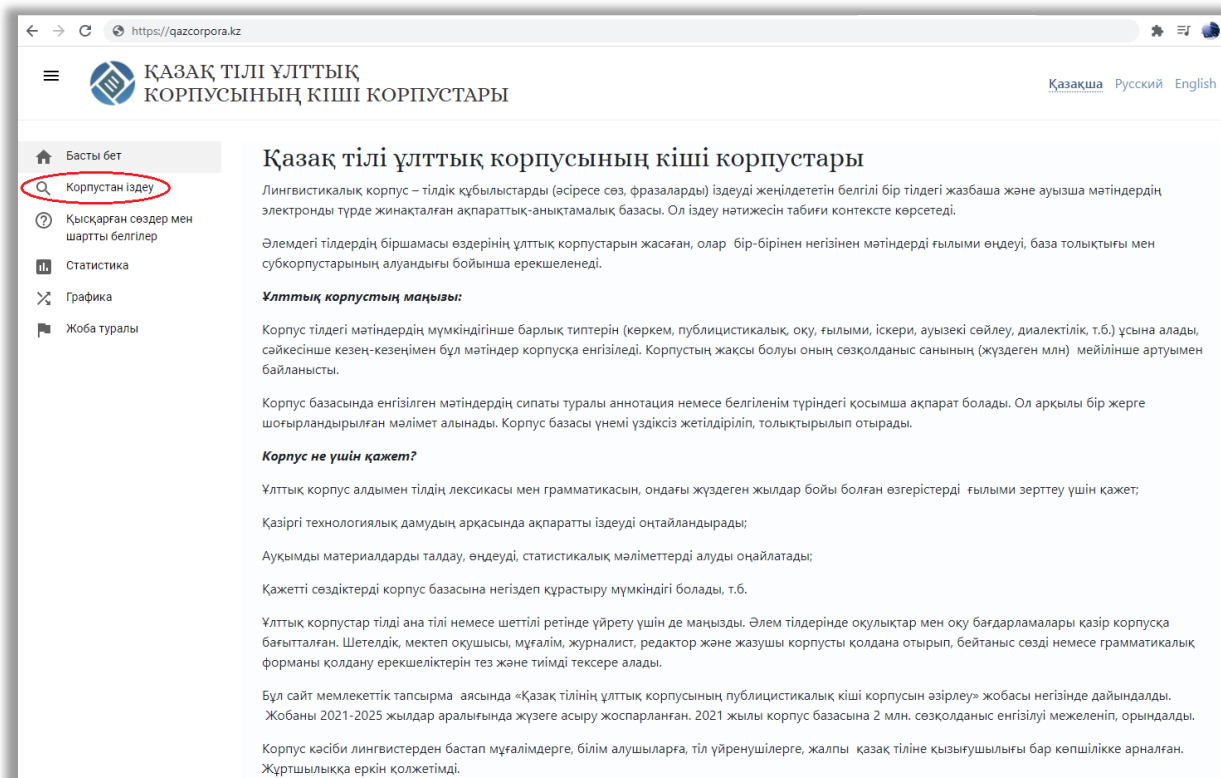 https://qazcorpora.kz
ҚАЗАҚ ТІЛІ ҰЛТТЫҚ
КОРПУСЫНЫҢ КІШІ КОРПУСТАРЫ
Қазақша Русский English
Басты бет
Корпустан іздеу
Қысқарған сөздер мен
шартты белгілер
Статистика
Графика
Жоба туралы
Қазақ тілі ұлттық корпусының кіші корпустары
Лингвистикалық корпус – тілдік құбылыстарды (әсіресе сөз, фразаларды) іздеуді жеңілдететін белгілі бір тілдегі жазбаша және ауызша мәтіндердің
электронды түрде жинақталған ақпараттық-анықтамалық базасы. Ол іздеу нәтижесін табиғи контексте көрсетеді.
Әлемдегі тілдердің біршамасы өздерінің ұлттық корпустарын жасаған, олар бір-бірінен негізінен мәтіндерді ғылыми өңдеуі, база толықтығы мен
субкорпустарының алуандығы бойынша ерекшеленеді.
Ұлттық корпустың маңызы:
Корпус тілдегі мәтіндердің мүмкіндігінше барлық типтерін (көркем, публицистикалық, оқу, ғылыми, іскери, ауызекі сөйлеу, диалектілік, т.б.) ұсына алады,
сәйкесінше кезең-кезеңімен бұл мәтіндер корпусқа енгізіледі. Корпустың жақсы болуы оның сөзқолданыс санының (жүздеген млн) мейілінше артуымен
байланысты.
Корпус базасында енгізілген мәтіндердің сипаты туралы аннотация немесе белгіленім түріндегі қосымша ақпарат болады. Ол арқылы бір жерге
шоғырландырылған мәлімет алынады. Корпус базасы үнемі үздіксіз жетілдіріліп, толықтырылып отырады.
Корпус не үшін қажет?
Ұлттық корпус алдымен тілдің лексикасы мен грамматикасын, ондағы жүздеген жылдар бойы болған өзгерістерді ғылыми зерттеу үшін қажет;
Қазіргі технологиялық дамудың арқасында ақпаратты іздеуді оңтайландырады;
Ауқымды материалдарды талдау, өңдеуді, статистикалық мәліметтерді алуды оңайлатады;
Қажетті сөздіктерді корпус базасына негіздеп құрастыру мүмкіндігі болады, т.б.
Ұлттық корпустар тілді ана тілі немесе шеттілі ретінде үйрету үшін де маңызды. Әлем тілдерінде оқулықтар мен оқу бағдарламалары қазір корпусқа
бағытталған. Шетелдік, мектеп оқушысы, мұғалім, журналист, редактор және жазушы корпусты қолдана отырып, бейтаныс сөзді немесе грамматикалық
форманы қолдану ерекшеліктерін тез және тиімді тексере алады.
Бұл сайт мемлекеттік тапсырма аясында «Қазақ тілінің ұлттық корпусының публицистикалық кіші корпусын әзірлеу» жобасы негізінде дайындалды.
Жобаны 2021-2025 жылдар аралығында жүзеге асыру жоспарланған. 2021 жылы корпус базасына 2 млн. сөзқолданыс енгізілуі межеленіп, орындалды.
Корпус кәсіби лингвистерден бастап мұғалімдерге, білім алушыларға, тіл үйренушілерге, жалпы қазақ тіліне қызығушылығы бар көпшілікке арналған.
Жұртшылыққа еркін қолжетімді.